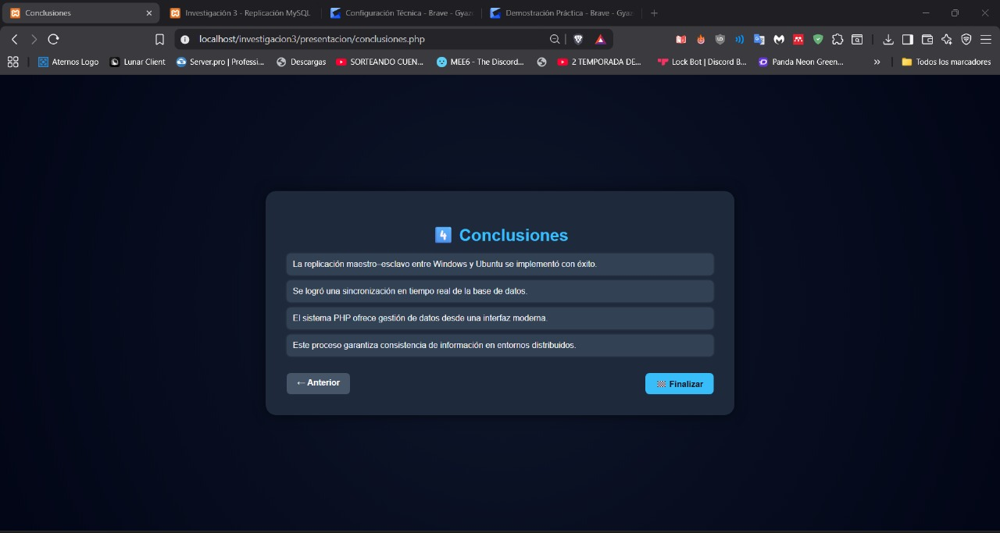 Conclusiones
Investigación 3 - Replicación MySQL
Configuración Técnica - Brave - Gyaz
Demostración Práctica - Brave - Gyaz
localhost/investigacion3/presentacion/conclusiones.php
Aternos Logo
Lunar Client
Server.pro | Professi...
Descargas
SORTEANDO CUEN...
MEE6 - The Discord...
2 TEMPORADA DE...
Lock Bot | Discord B...
Panda Neon Green...
»
Todos los marcadores
4 Conclusiones
La replicación maestro–esclavo entre Windows y Ubuntu se implementó con éxito.
Se logró una sincronización en tiempo real de la base de datos.
El sistema PHP ofrece gestión de datos desde una interfaz moderna.
Este proceso garantiza consistencia de información en entornos distribuidos.
← Anterior
🏁 Finalizar